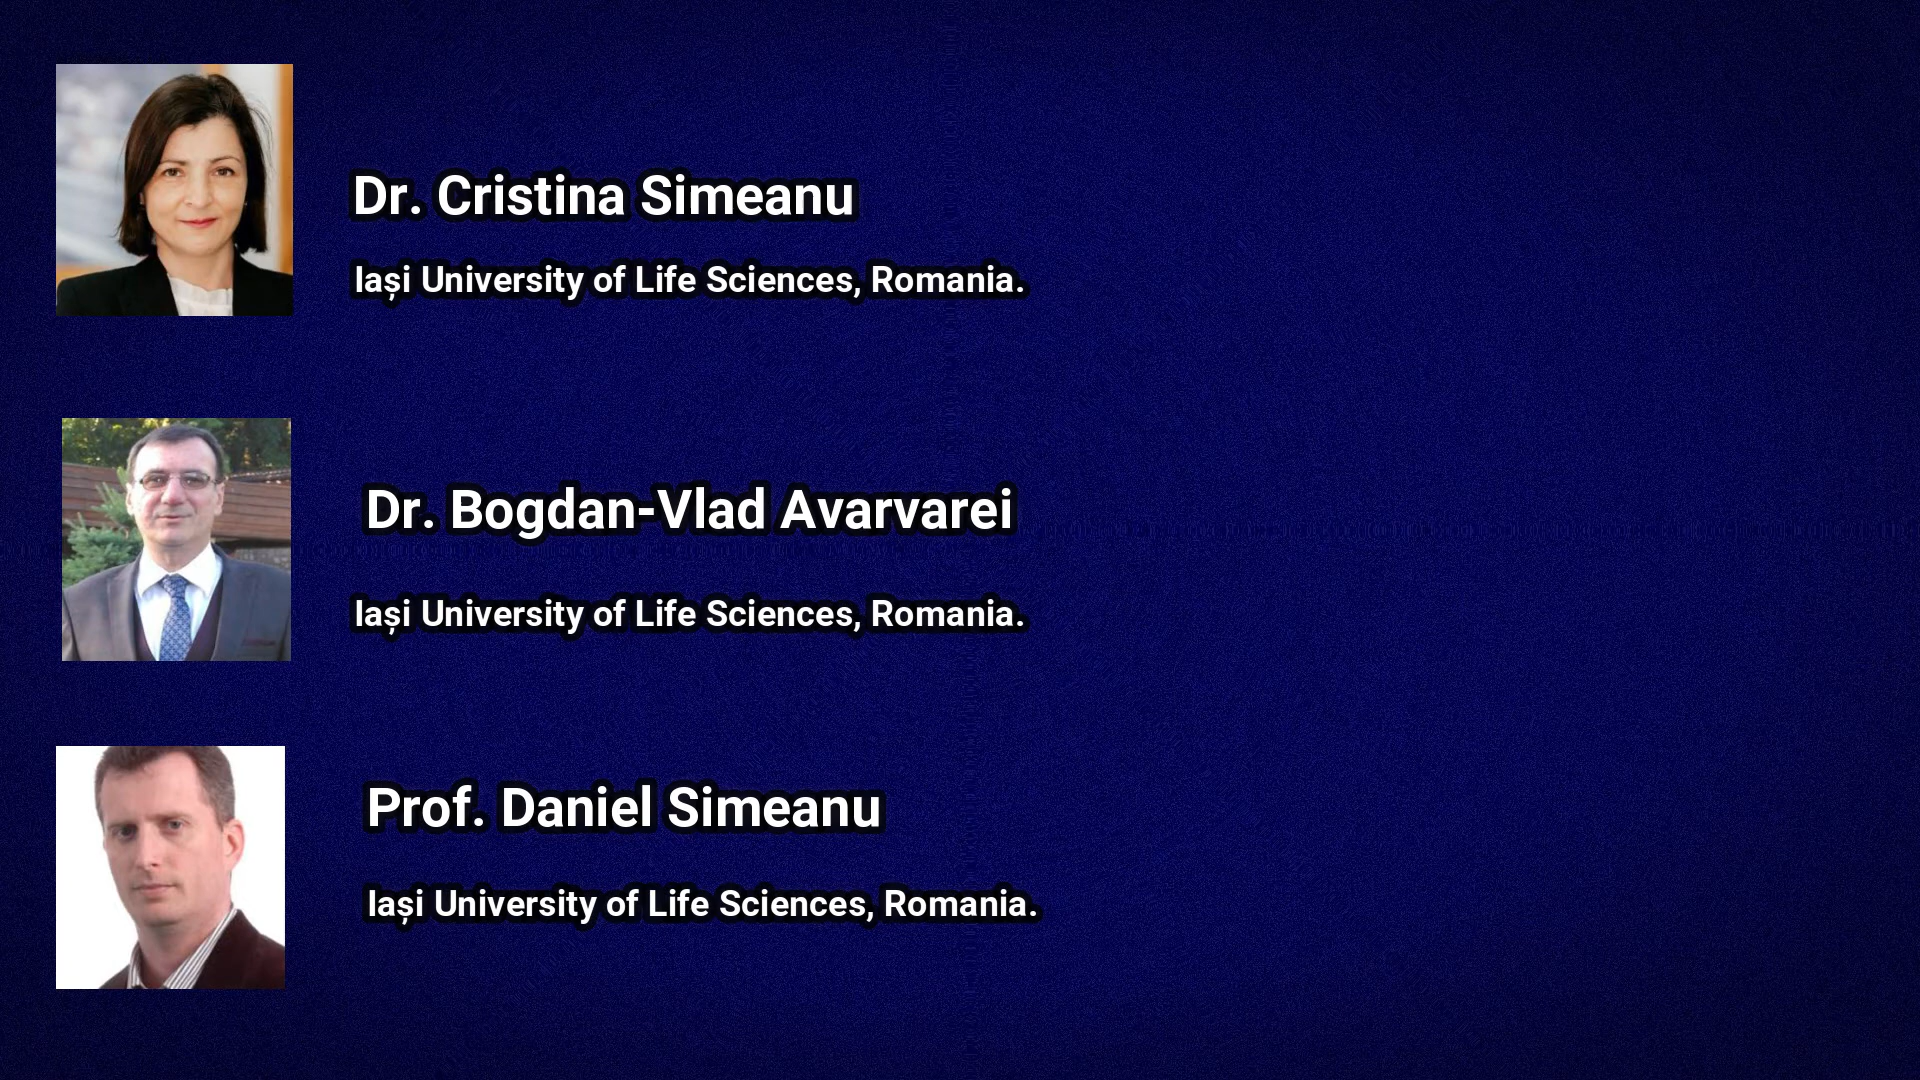 Dr. Cristina Simeanu
Iași University of Life Sciences, Romania.
Dr. Bogdan-Vlad Avarvarei
Iași University of Life Sciences, Romania.
Prof. Daniel Simeanu
Iași University of Life Sciences, Romania.